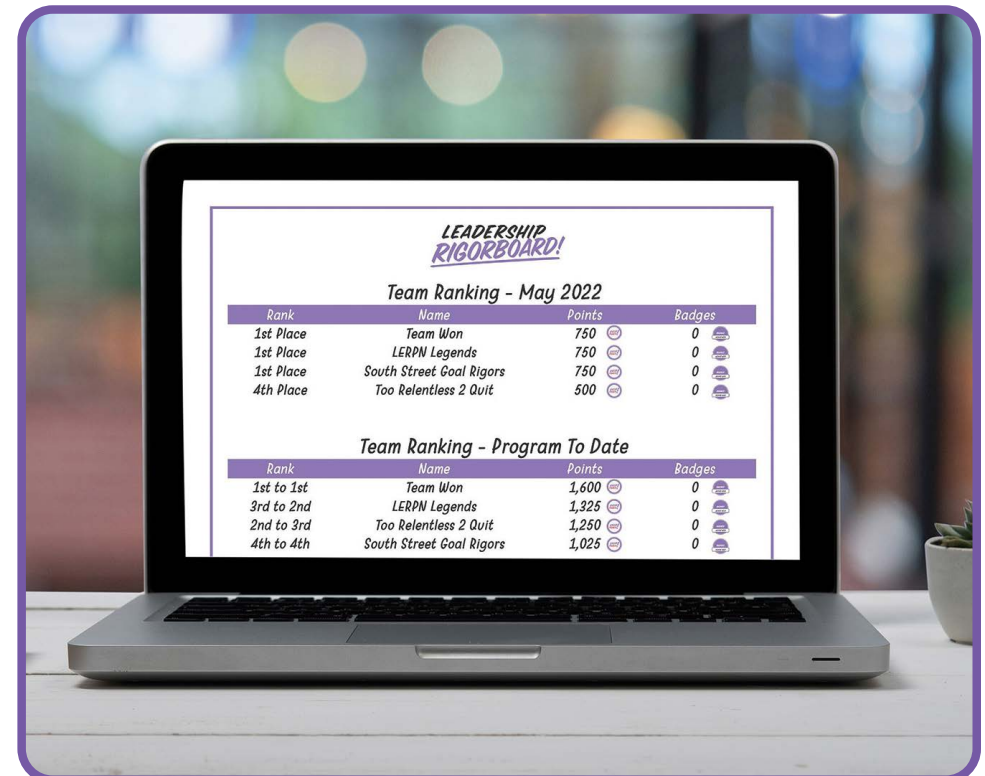 LEADERSHIP
RIGORBOARD!
Team Ranking - May 2022
Rank Name Points Badges
1st Place Team Won 750 0
1st Place LERPN Legends 750 0
1st Place South Street Goal Rigors 750 0
4th Place Too Relentless 2 Quit 500 0
Team Ranking - Program To Date
Rank Name Points Badges
1st to 1st Team Won 1,600 0
3rd to 2nd LERPN Legends 1,325 0
2nd to 3rd Too Relentless 2 Quit 1,250 0
4th to 4th South Street Goal Rigors 1,025 0